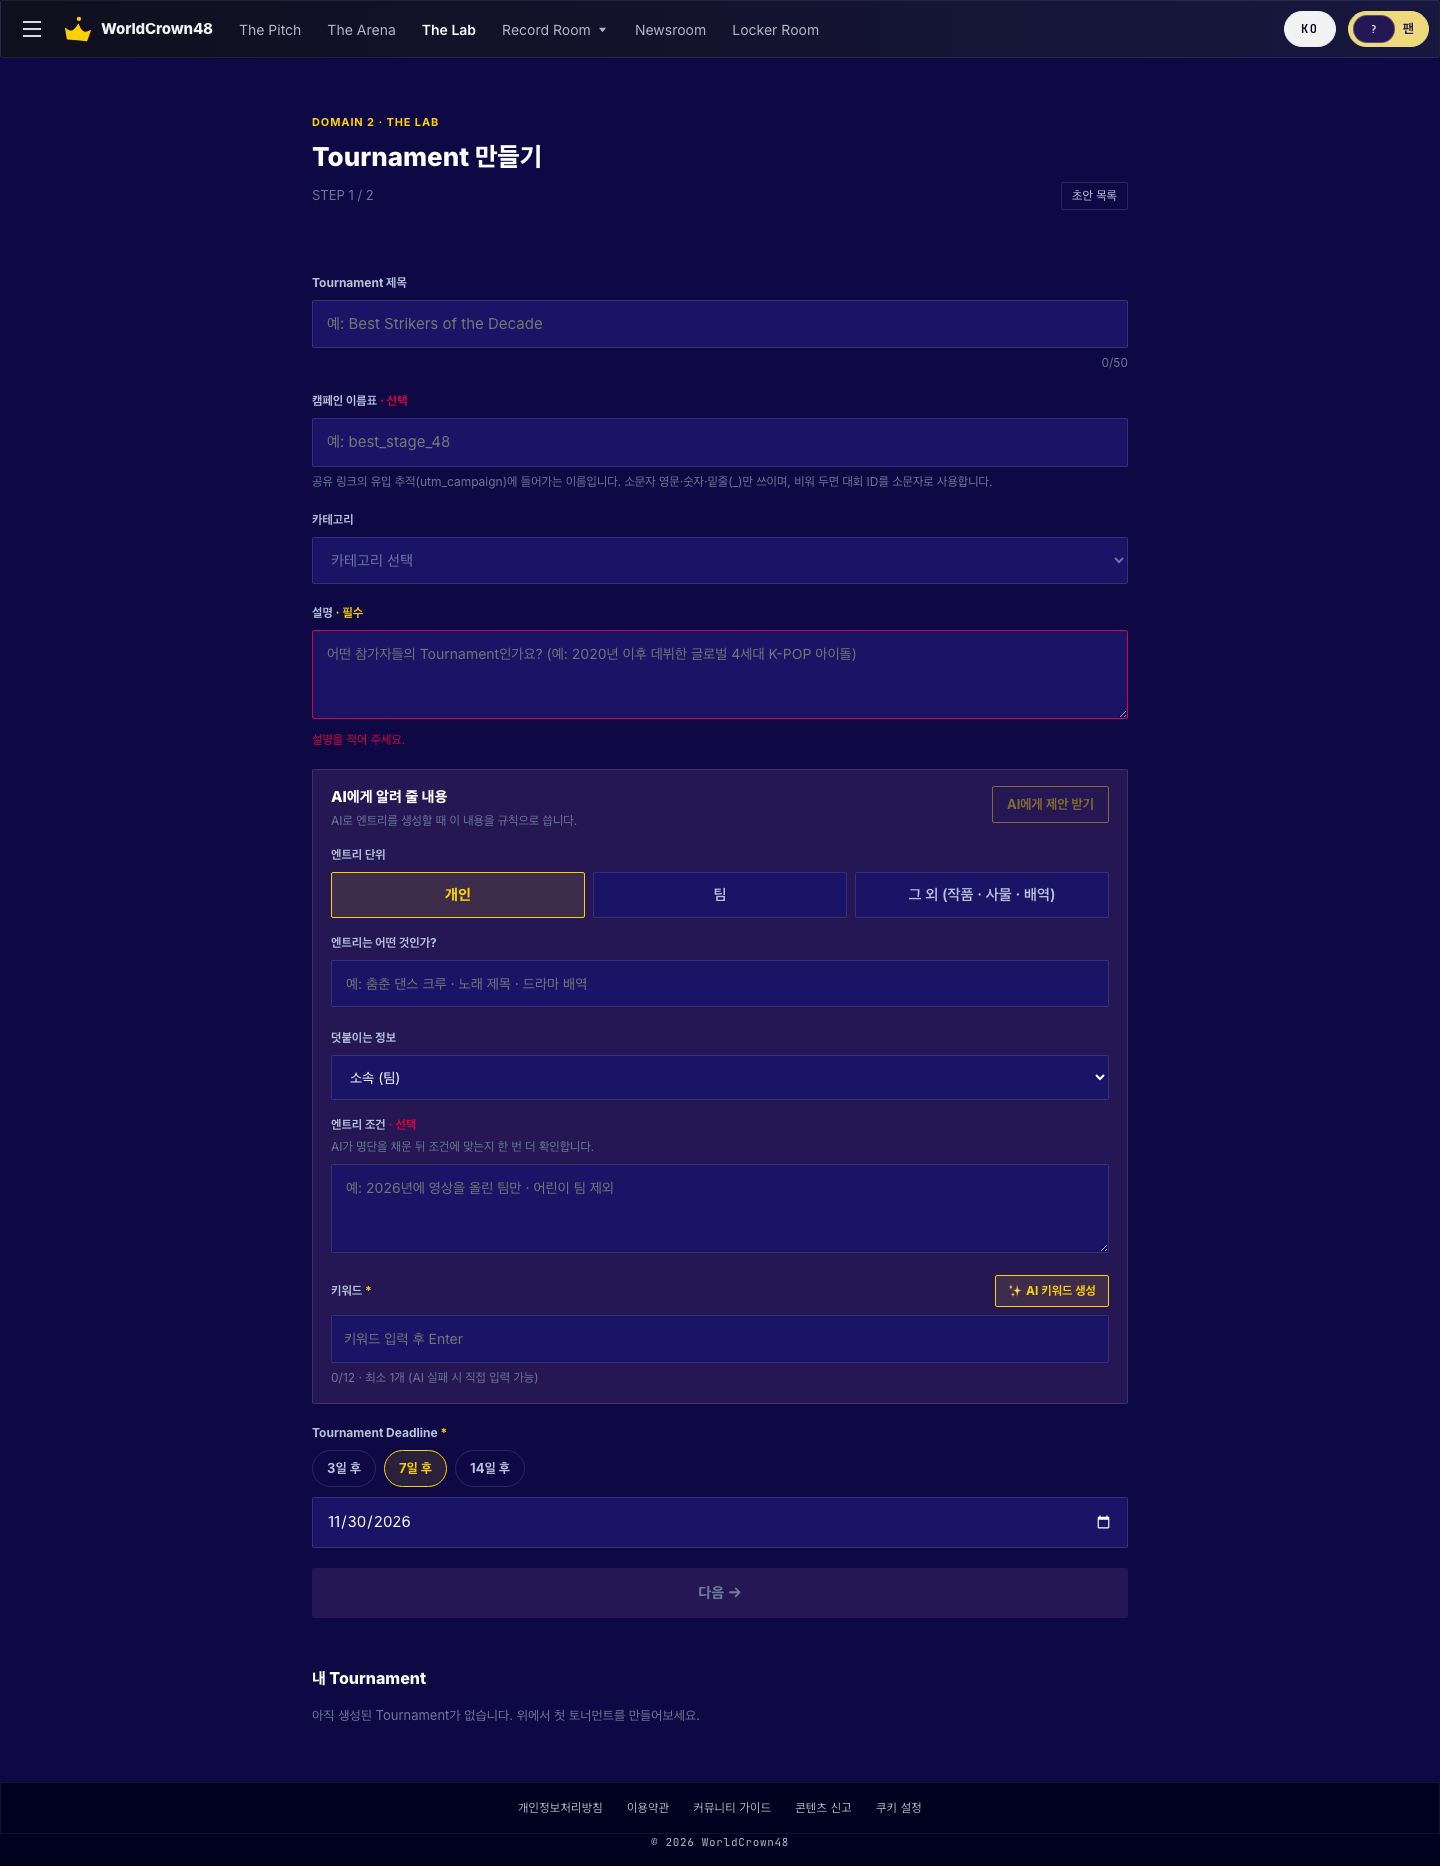 WorldCrown48
The Pitch
The Arena
The Lab
Record Room
Newsroom
Locker Room
KO
?
팬
DOMAIN 2 · THE LAB
Tournament 만들기
STEP 1 / 2
초안 목록
Tournament 제목
예: Best Strikers of the Decade
0/50
캠페인 이름표 · 선택
예: best_stage_48
공유 링크의 유입 추적(utm_campaign)에 들어가는 이름입니다. 소문자 영문·숫자·밑줄(_)만 쓰이며, 비워 두면 대회 ID를 소문자로 사용합니다.
카테고리
카테고리 선택
설명 · 필수
어떤 참가자들의 Tournament인가요? (예: 2020년 이후 데뷔한 글로벌 4세대 K-POP 아이돌)
설명을 적어 주세요.
AI에게 알려 줄 내용
AI로 엔트리를 생성할 때 이 내용을 규칙으로 씁니다.
AI에게 제안 받기
엔트리 단위
개인
팀
그 외 (작품 · 사물 · 배역)
엔트리는 어떤 것인가?
예: 춤춘 댄스 크루 · 노래 제목 · 드라마 배역
덧붙이는 정보
소속 (팀)
엔트리 조건 · 선택
AI가 명단을 채운 뒤 조건에 맞는지 한 번 더 확인합니다.
예: 2026년에 영상을 올린 팀만 · 어린이 팀 제외
키워드 *
✨ AI 키워드 생성
키워드 입력 후 Enter
0/12 · 최소 1개 (AI 실패 시 직접 입력 가능)
Tournament Deadline *
3일 후
7일 후
14일 후
11/30/2026
다음 →
내 Tournament
아직 생성된 Tournament가 없습니다. 위에서 첫 토너먼트를 만들어보세요.
개인정보처리방침
이용약관
커뮤니티 가이드
콘텐츠 신고
쿠키 설정
© 2026 WorldCrown48